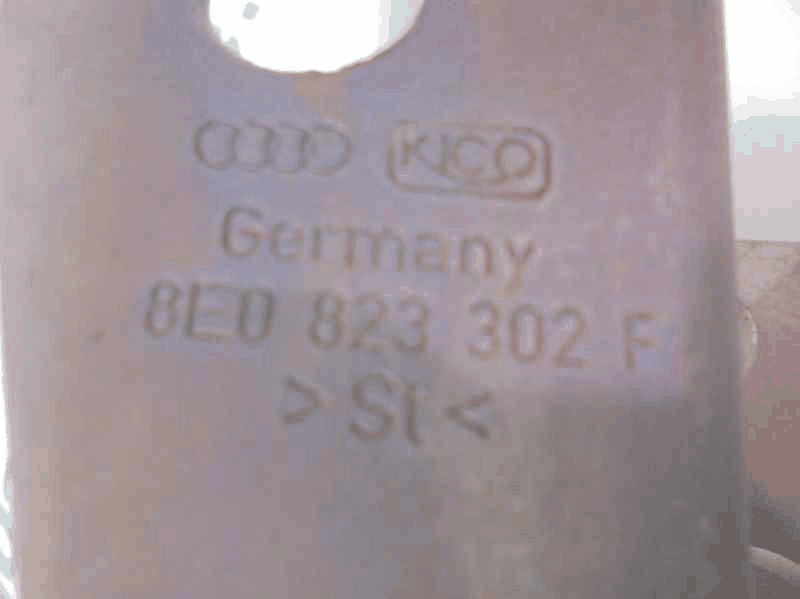 KICO
Germany
8E0 823 302 F
>St<